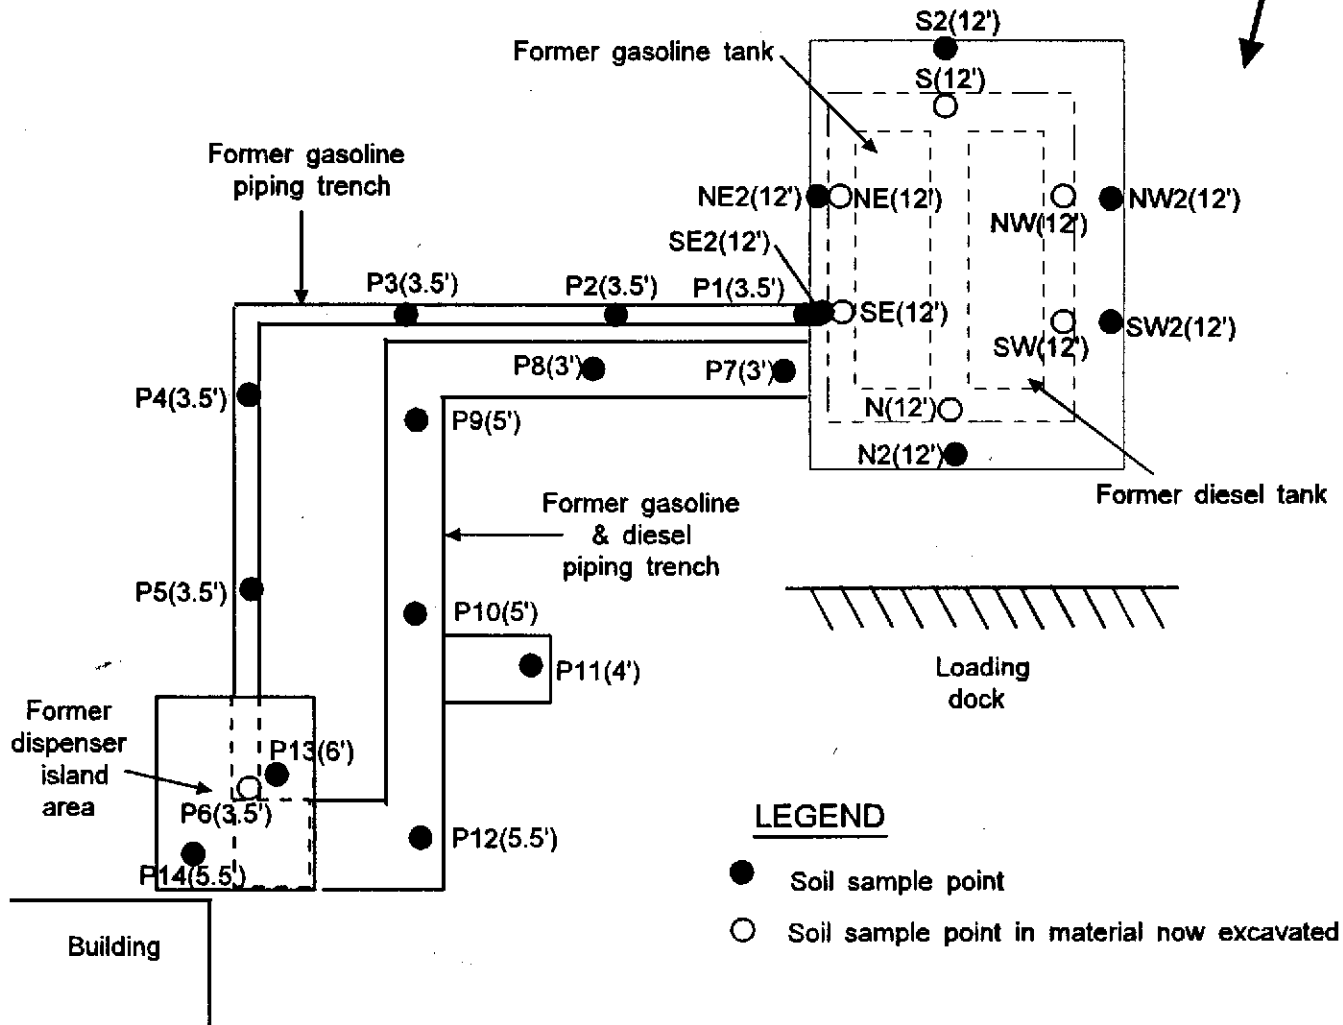 S2(12')
Former gasoline tank
S(12')
Former gasoline
piping trench
NE2(12')
NE(12')
NW(12')
NW2(12')
SE2(12')
P3(3.5')
P2(3.5')
P1(3.5')
SE(12')
SW(12')
SW2(12')
P8(3')
P7(3')
P4(3.5')
N(12')
P9(5')
N2(12')
Former diesel tank
Former gasoline
& diesel
piping trench
P5(3.5')
P10(5')
P11(4')
Loading
dock
Former
dispenser
island
area
P13(6')
P6(3.5')
P12(5.5')
P14(5.5')
LEGEND
Soil sample point
Soil sample point in material now excavated
Building